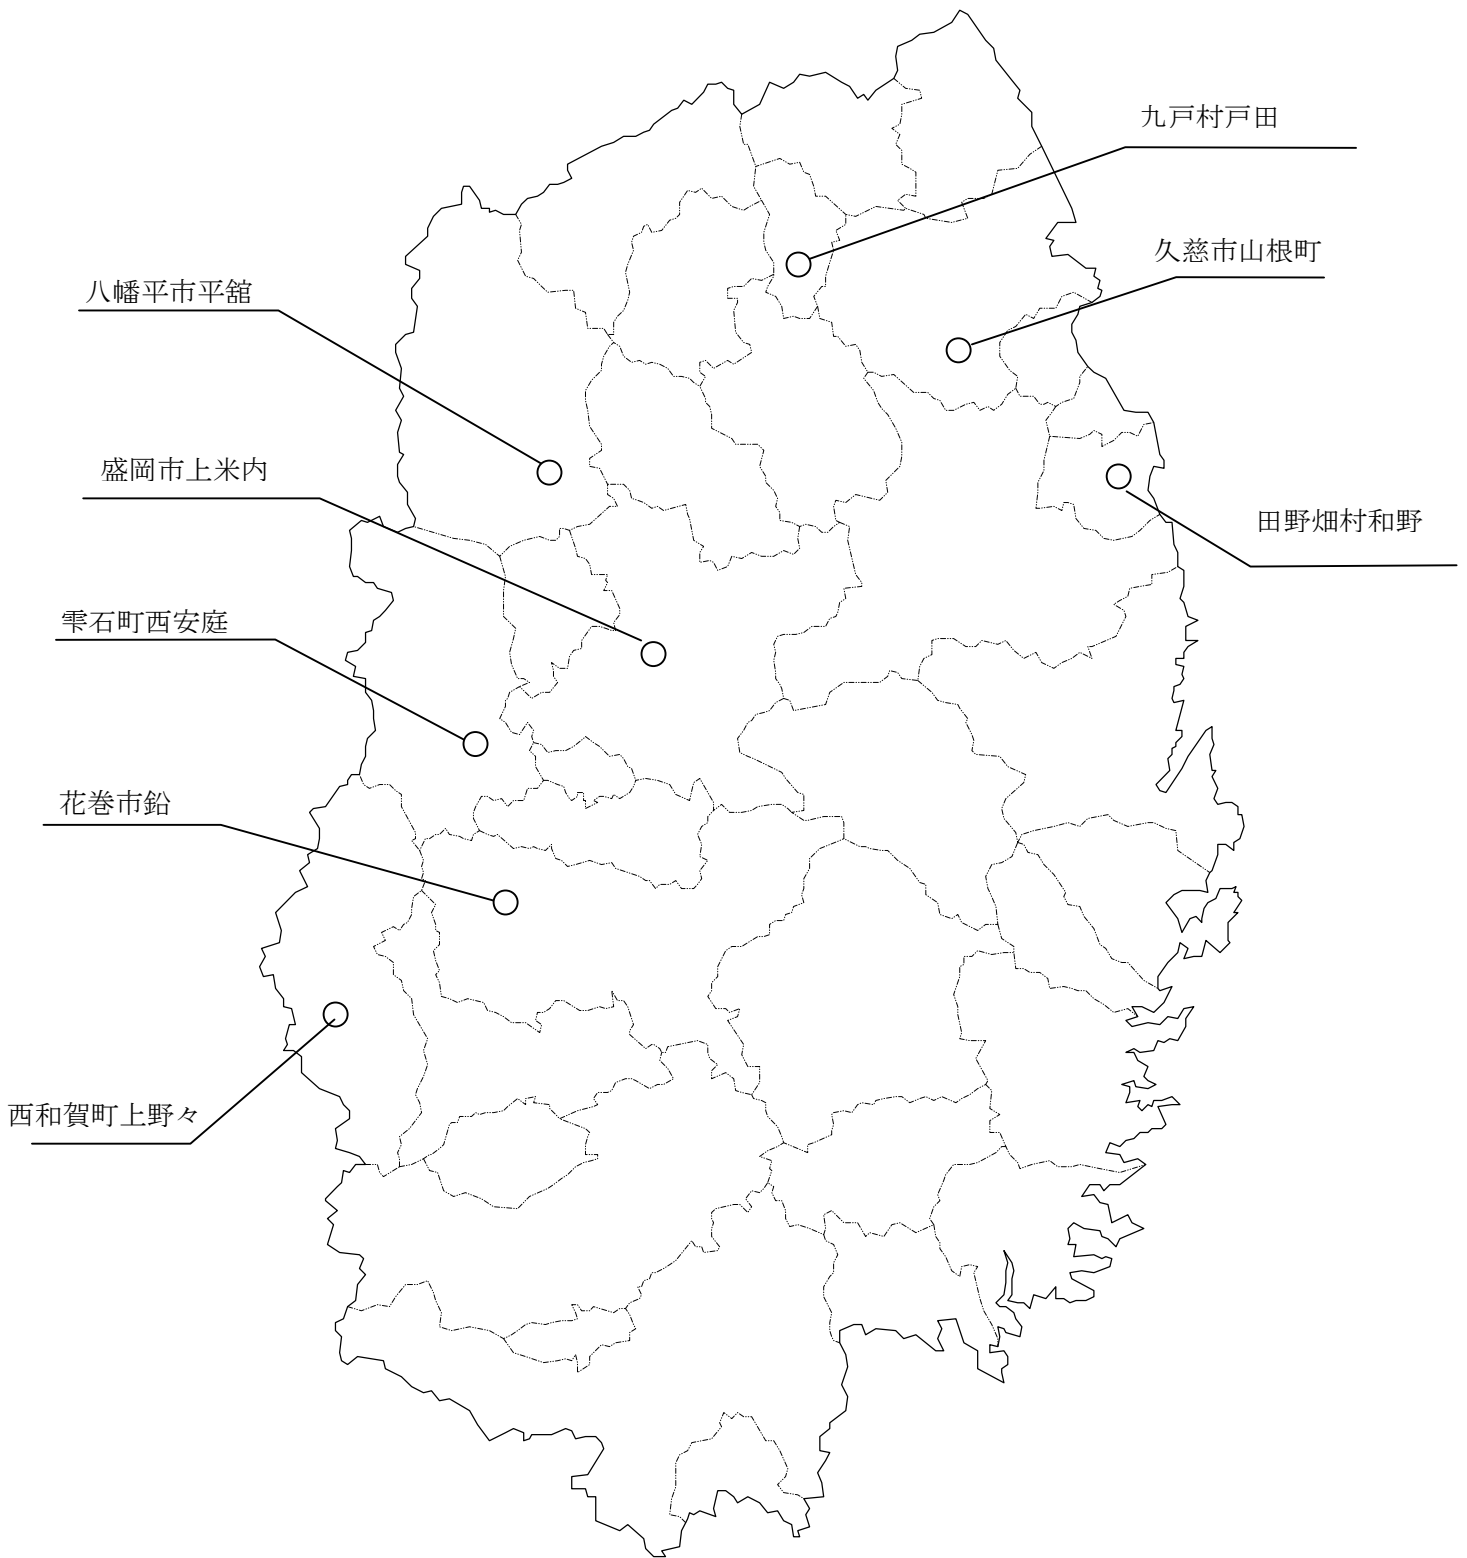 九戸村戸田
久慈市山根町
八幡平市平舘
盛岡市上米内
田野畑村和野
雫石町西安庭
花巻市鉛
西和賀町上野々